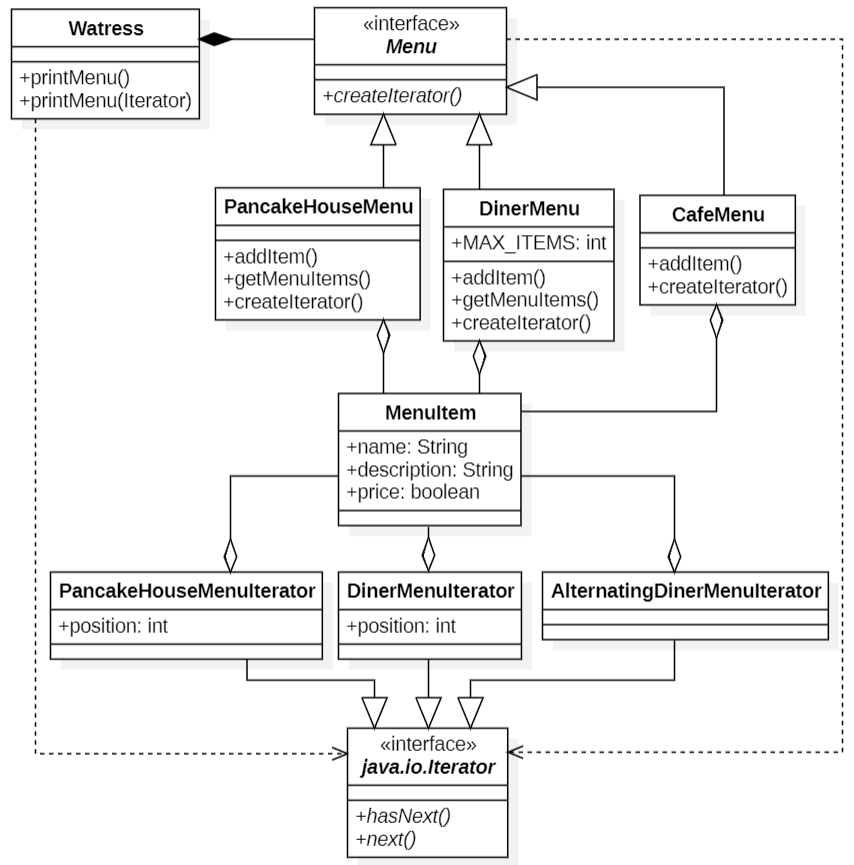 Watress
+printMenu()
+printMenu(Iterator)
«interface»
Menu
+createIterator()
PancakeHouseMenu
+addItem()
+getMenuItems()
+createIterator()
DinerMenu
+MAX_ITEMS: int
+addItem()
+getMenuItems()
+createIterator()
CafeMenu
+addItem()
+createIterator()
MenuItem
+name: String
+description: String
+price: boolean
PancakeHouseMenuIterator
+position: int
DinerMenuIterator
+position: int
AlternatingDinerMenuIterator
«interface»
java.io.Iterator
+hasNext()
+next()